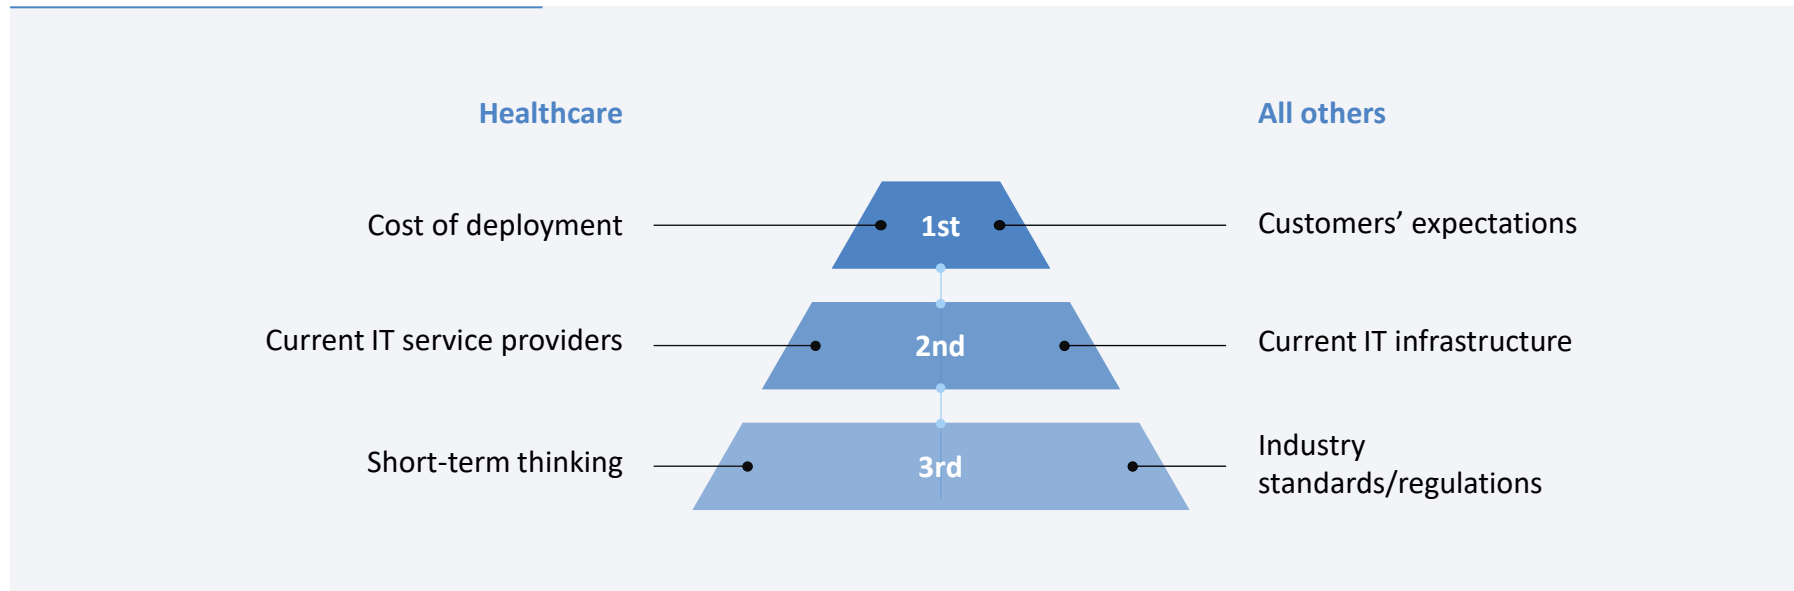 Healthcare
All others
Cost of deployment
1st
Customers’ expectations
Current IT service providers
2nd
Current IT infrastructure
Short-term thinking
3rd
Industry
standards/regulations